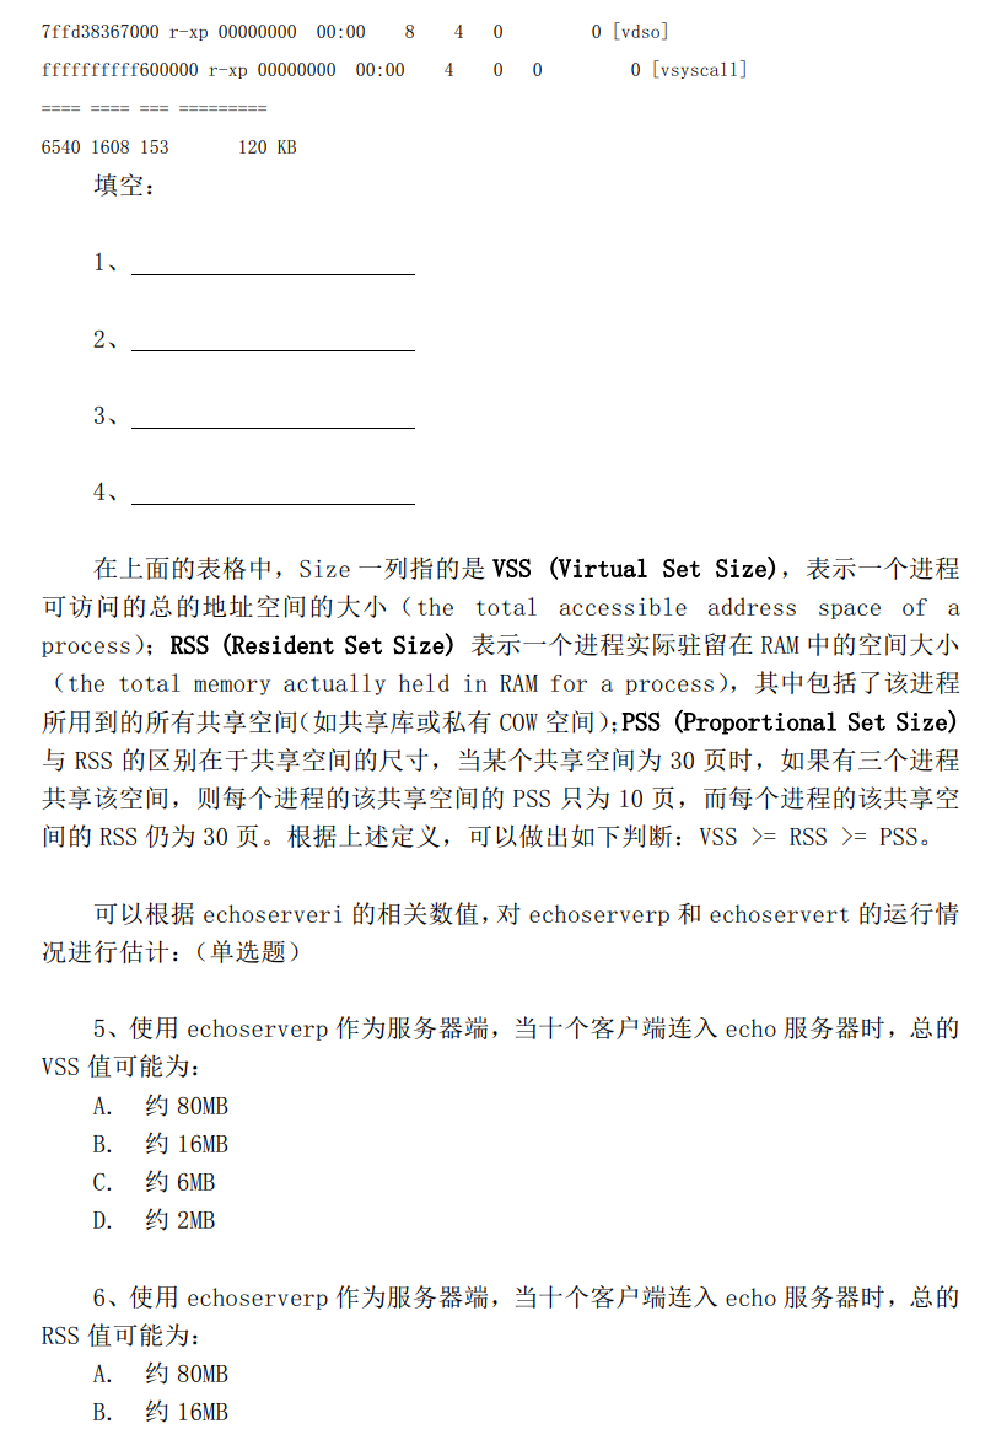 7ffd38367000 r-xp 00000000 00:00 8 4 0 0 [vdso]
ffffffffff600000 r-xp 00000000 00:00 4 0 0 0 [vsyscall]
==== ==== === =========
6540 1608 153 120 KB
填空：
1、
2、
3、
4、
在上面的表格中，Size 一列指的是 VSS (Virtual Set Size)，表示一个进程
可访问的总的地址空间的大小（the total accessible address space of a
process）；RSS (Resident Set Size) 表示一个进程实际驻留在 RAM 中的空间大小
（the total memory actually held in RAM for a process），其中包括了该进程
所用到的所有共享空间（如共享库或私有 COW 空间）；PSS (Proportional Set Size)
与 RSS 的区别在于共享空间的尺寸，当某个共享空间为 30 页时，如果有三个进程
共享该空间，则每个进程的该共享空间的 PSS 只为 10 页，而每个进程的该共享空
间的 RSS 仍为 30 页。根据上述定义，可以做出如下判断：VSS >= RSS >= PSS。
可以根据 echoserveri 的相关数值，对 echoserverp 和 echoservert 的运行情
况进行估计：（单选题）
5、使用 echoserverp 作为服务器端，当十个客户端连入 echo 服务器时，总的
VSS 值可能为：
A. 约 80MB
B. 约 16MB
C. 约 6MB
D. 约 2MB
6、使用 echoserverp 作为服务器端，当十个客户端连入 echo 服务器时，总的
RSS 值可能为：
A. 约 80MB
B. 约 16MB